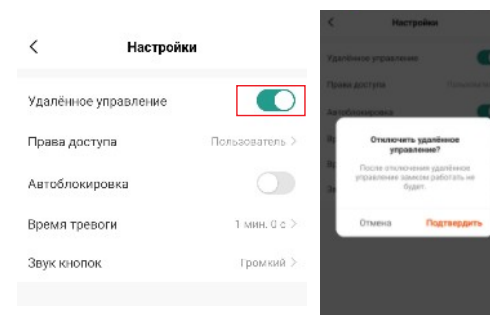 Настройки
Удалённое управление
Права доступа
Пользователь >
Автоблокировка
Время тревоги
1 мин. 0 с >
Звук кнопок
Громкий >
Настройки
Удалённое управление
Права доступа
Автоблокировка
Отключить удалённое
управление?
После отключения удалённое
управление замком работать не
будет.
Отмена
Подтвердить